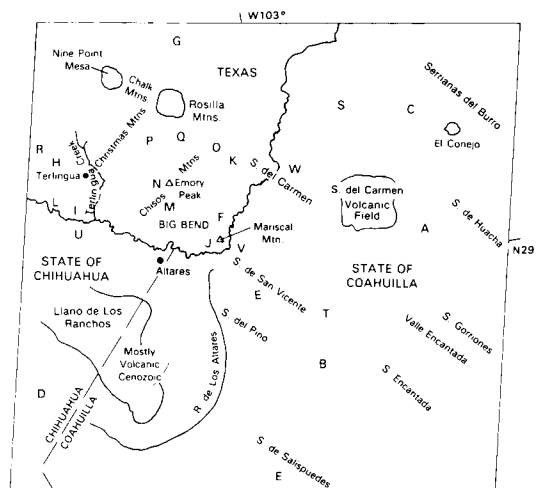 W103°
G
Nine Point
Mesa
TEXAS
Chalk
Mtns.
Rosilla
Mtns.
Serranias del Burro
S
C
El Conejo
Christmas Mtns
P
Q
O
K
R
H
Terlingua
Terlingua Creek
S. del Carmen
W
Chisos Mtns
N
Emory
Peak
M
S. del Carmen
Volcanic
Field
S. de Huacha
L
I
U
BIG BEND
F
J
Mariscal
Mtn.
V
A
N29
STATE OF
CHIHUAHUA
Altares
S. de San Vicente
E
STATE OF
COAHUILLA
Llano de Los
Ranchos
S. del Pino
T
S. Gorriones
Valle Encantada
Mostly
Volcanic
Cenozoic
R de Los Altares
B
S. Encantada
D
CHIHUAHUA
COAHUILLA
S. de Salispuedes
E